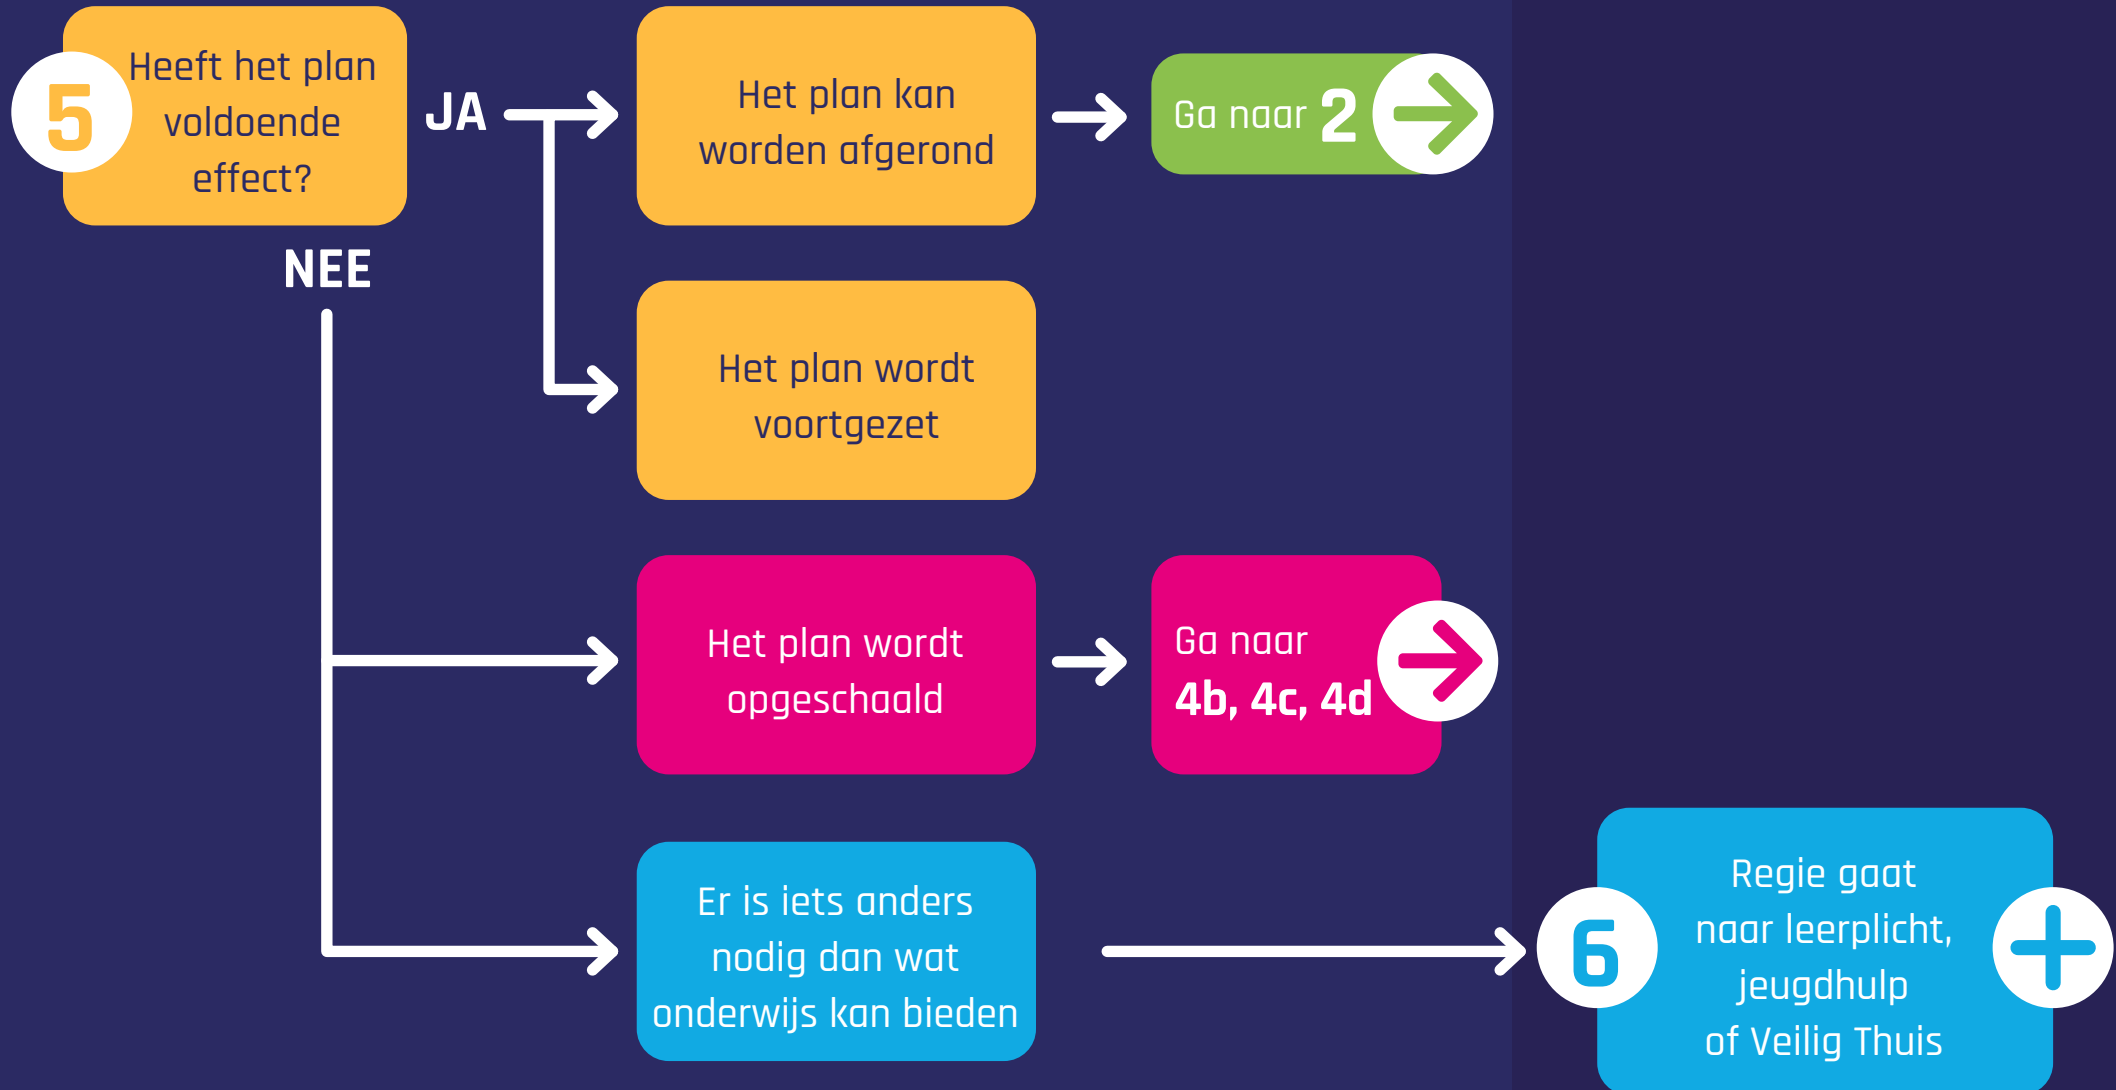 5
Heeft het plan
voldoende
effect?
JA
Het plan kan
worden afgerond
Ga naar 2
NEE
Het plan wordt
voortgezet
Het plan wordt
opgeschaald
Ga naar
4b, 4c, 4d
Er is iets anders
nodig dan wat
onderwijs kan bieden
6
Regie gaat
naar leerplicht,
jeugdhulp
of Veilig Thuis